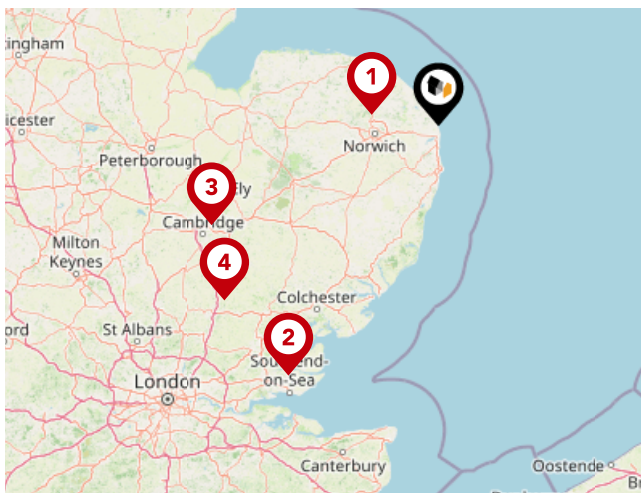 tingham
icester
1
Norwich
Peterborough
3
Ely
Cambridge
Milton
Keynes
4
Colchester
ord
St Albans
2
Southend-
on-Sea
London
Canterbury
Oostende